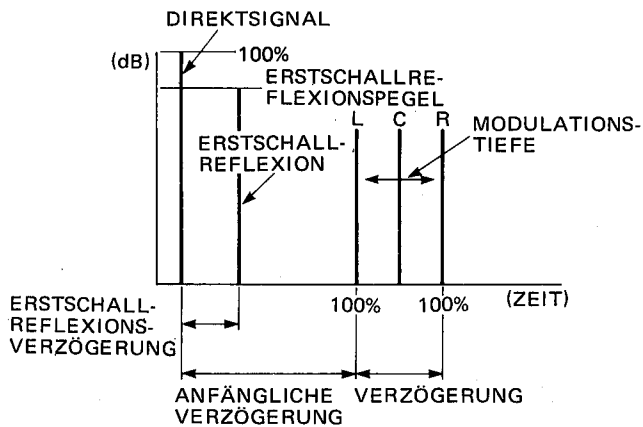 DIREKTSIGNAL
(dB)
100%
ERSTSCHALLRE-
FLEXIONSPEGEL
L C R
MODULATIONS-
TIEFE
ERSTSCHALL-
REFLEXION
100% 100% (ZEIT)
ERSTSCHALL-
REFLEXIONS-
VERZÖGERUNG
ANFÄNGLICHE
VERZÖGERUNG
VERZÖGERUNG